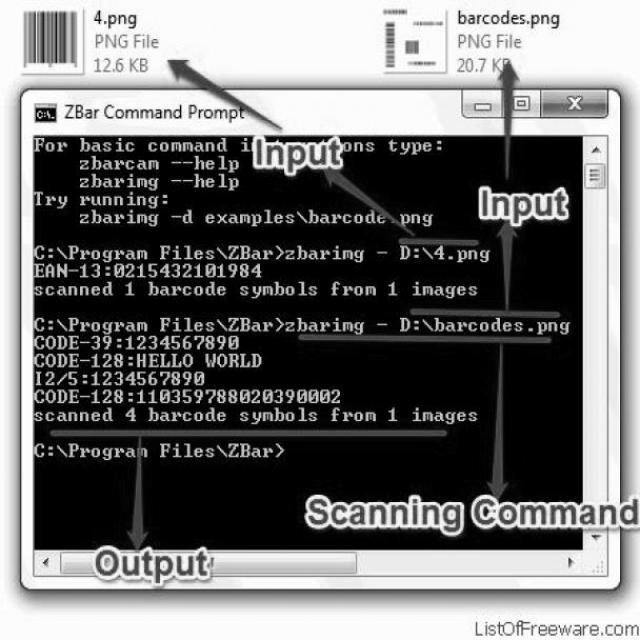 4.png
PNG File
12.6 KB
barcodes.png
PNG File
20.7 KB
C:\.
ZBar Command Prompt
For basic command i ons type:
zbarcam --help
zbarimg --help
Try running:
zbarimg -d examples\barcode.png
Input
Input
C:\Program Files\ZBar>zbarimg - D:\4.png
EAN-13:0215432101984
scanned 1 barcode symbols from 1 images
C:\Program Files\ZBar>zbarimg - D:\barcodes.png
CODE-39:1234567890
CODE-128:HELLO WORLD
I2/5:1234567890
CODE-128:110359788020390002
scanned 4 barcode symbols from 1 images
C:\Program Files\ZBar>
Scanning Command
Output
ListOfFreeware.com